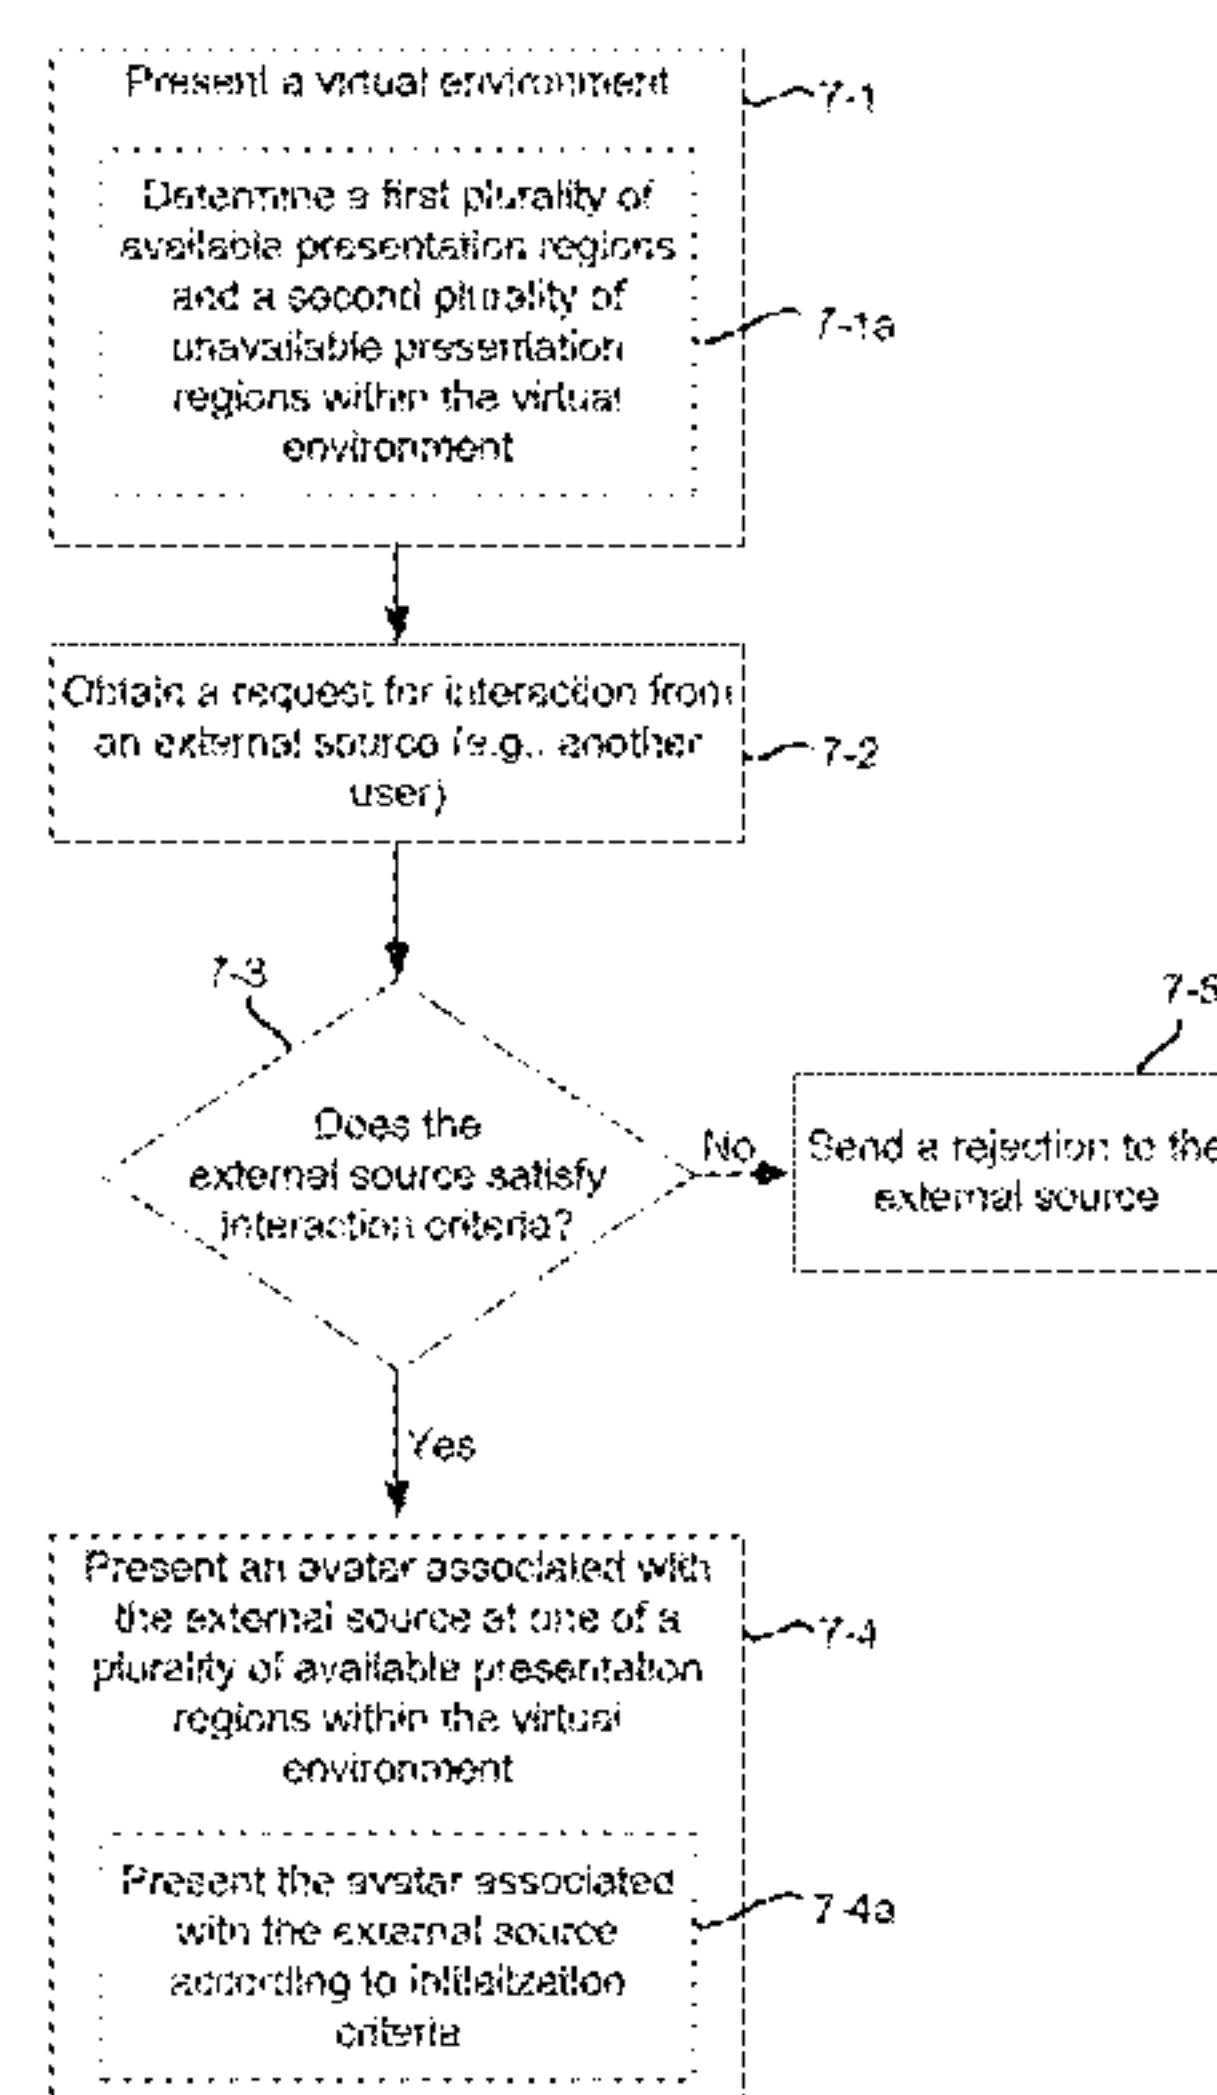 Present a virtual environment
7-1
Determine a first plurality of
available presentation regions
and a second plurality of
unavailable presentation
regions within the virtual
environment
7-1a
Obtain a request for interaction from
an external source (e.g., another
user)
7-2
7-3
Does the
external source satisfy
interaction criteria?
No
Send a rejection to the
external source
Yes
Present an avatar associated with
the external source at one of a
plurality of available presentation
regions within the virtual
environment
7-4
Present the avatar associated
with the external source
according to initialization
criteria
7-4a